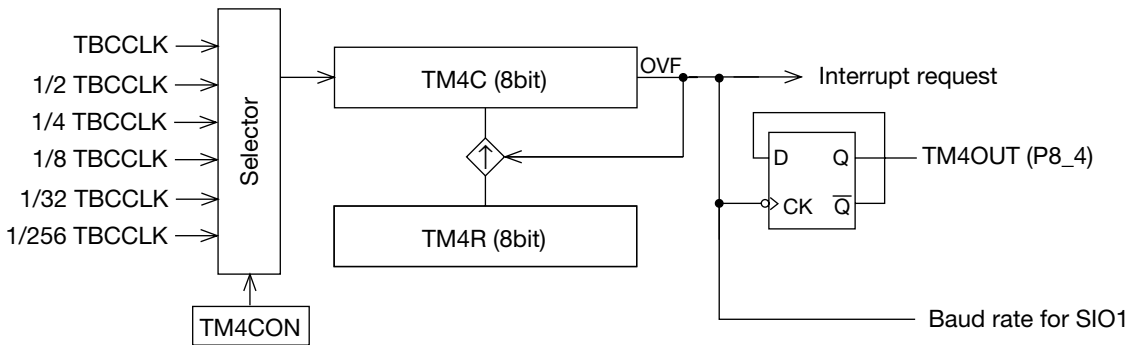 TBCCLK
1/2 TBCCLK
1/4 TBCCLK
1/8 TBCCLK
1/32 TBCCLK
1/256 TBCCLK
Selector
TM4CON
TM4C (8bit)
OVF
TM4R (8bit)
Interrupt request
D
Q
CK
Q̅
TM4OUT (P8_4)
Baud rate for SIO1